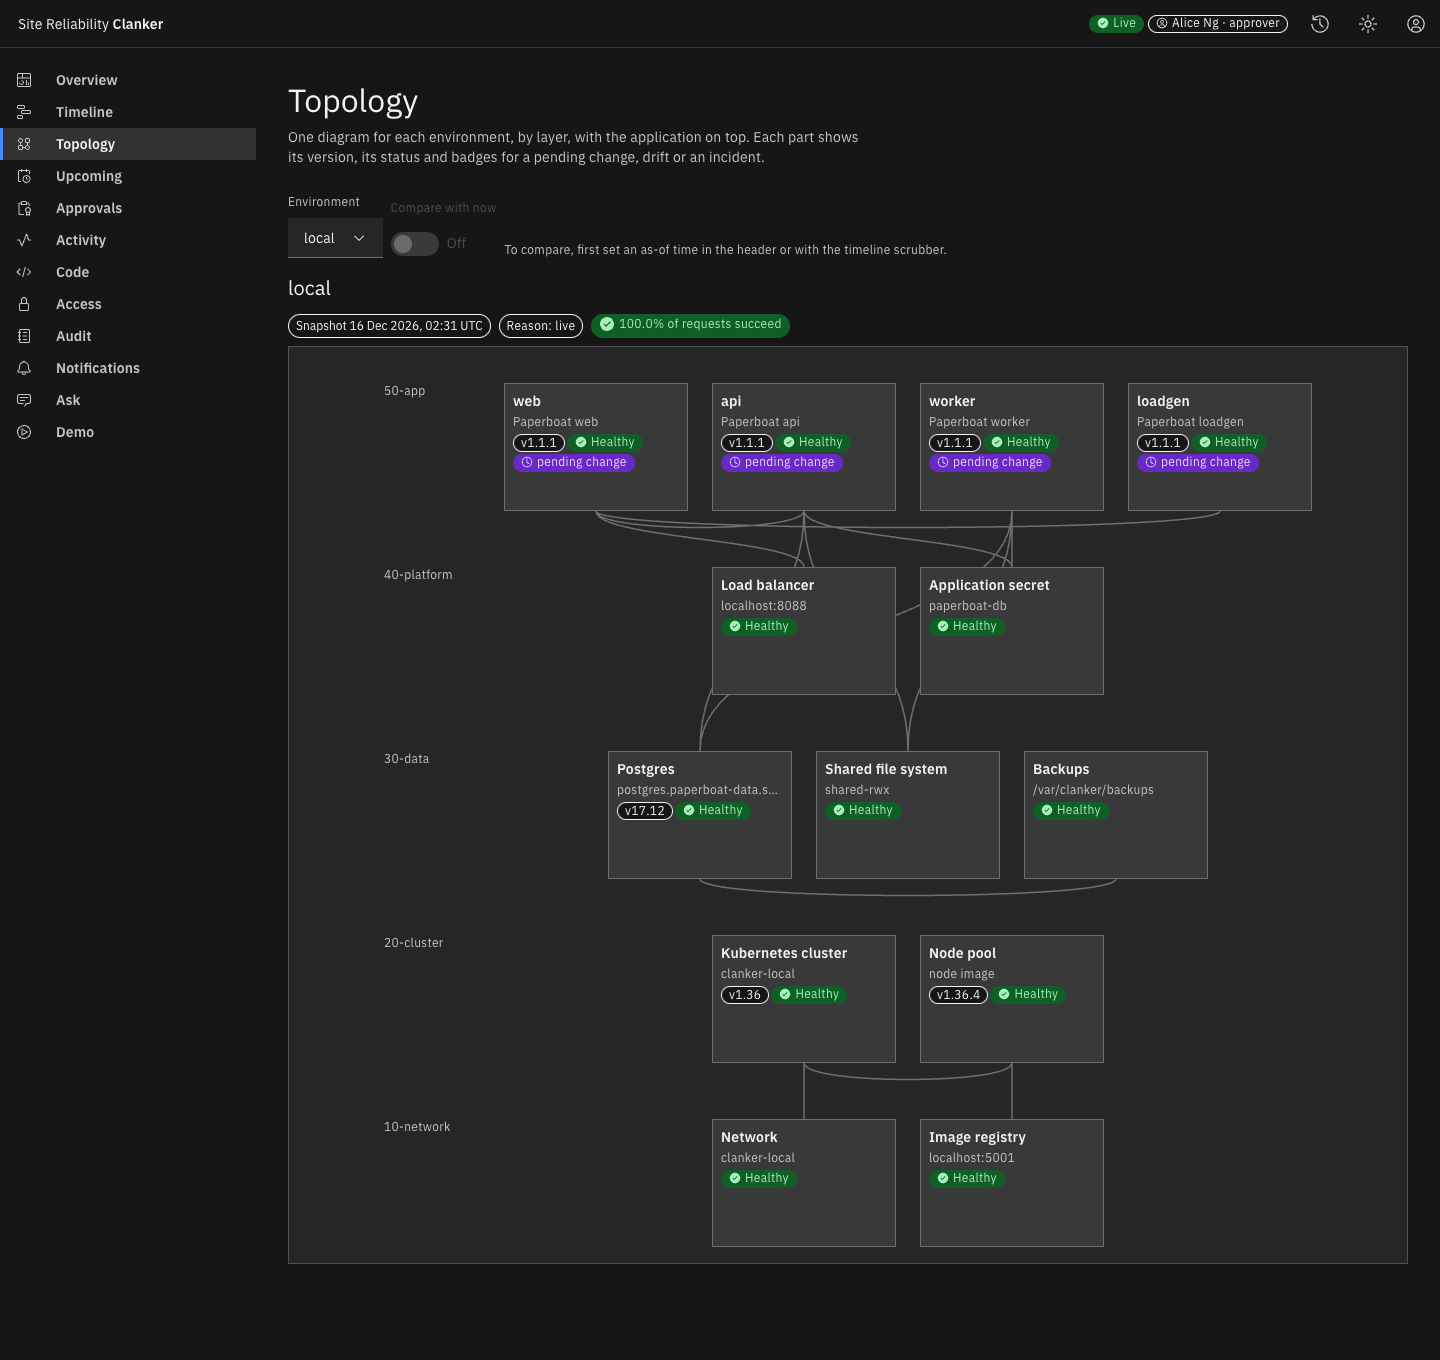 Site Reliability Clanker
Live
Alice Ng · approver
Overview
Timeline
Topology
Upcoming
Approvals
Activity
Code
Access
Audit
Notifications
Ask
Demo
Topology
One diagram for each environment, by layer, with the application on top. Each part shows
its version, its status and badges for a pending change, drift or an incident.
Environment
local
Compare with now
Off
To compare, first set an as-of time in the header or with the timeline scrubber.
local
Snapshot 16 Dec 2026, 02:31 UTC
Reason: live
100.0% of requests succeed
50-app
web
Paperboat web
v1.1.1 Healthy
pending change
api
Paperboat api
v1.1.1 Healthy
pending change
worker
Paperboat worker
v1.1.1 Healthy
pending change
loadgen
Paperboat loadgen
v1.1.1 Healthy
pending change
40-platform
Load balancer
localhost:8088
Healthy
Application secret
paperboat-db
Healthy
30-data
Postgres
postgres.paperboat-data.s...
v17.12 Healthy
Shared file system
shared-rwx
Healthy
Backups
/var/clanker/backups
Healthy
20-cluster
Kubernetes cluster
clanker-local
v1.36 Healthy
Node pool
node image
v1.36.4 Healthy
10-network
Network
clanker-local
Healthy
Image registry
localhost:5001
Healthy